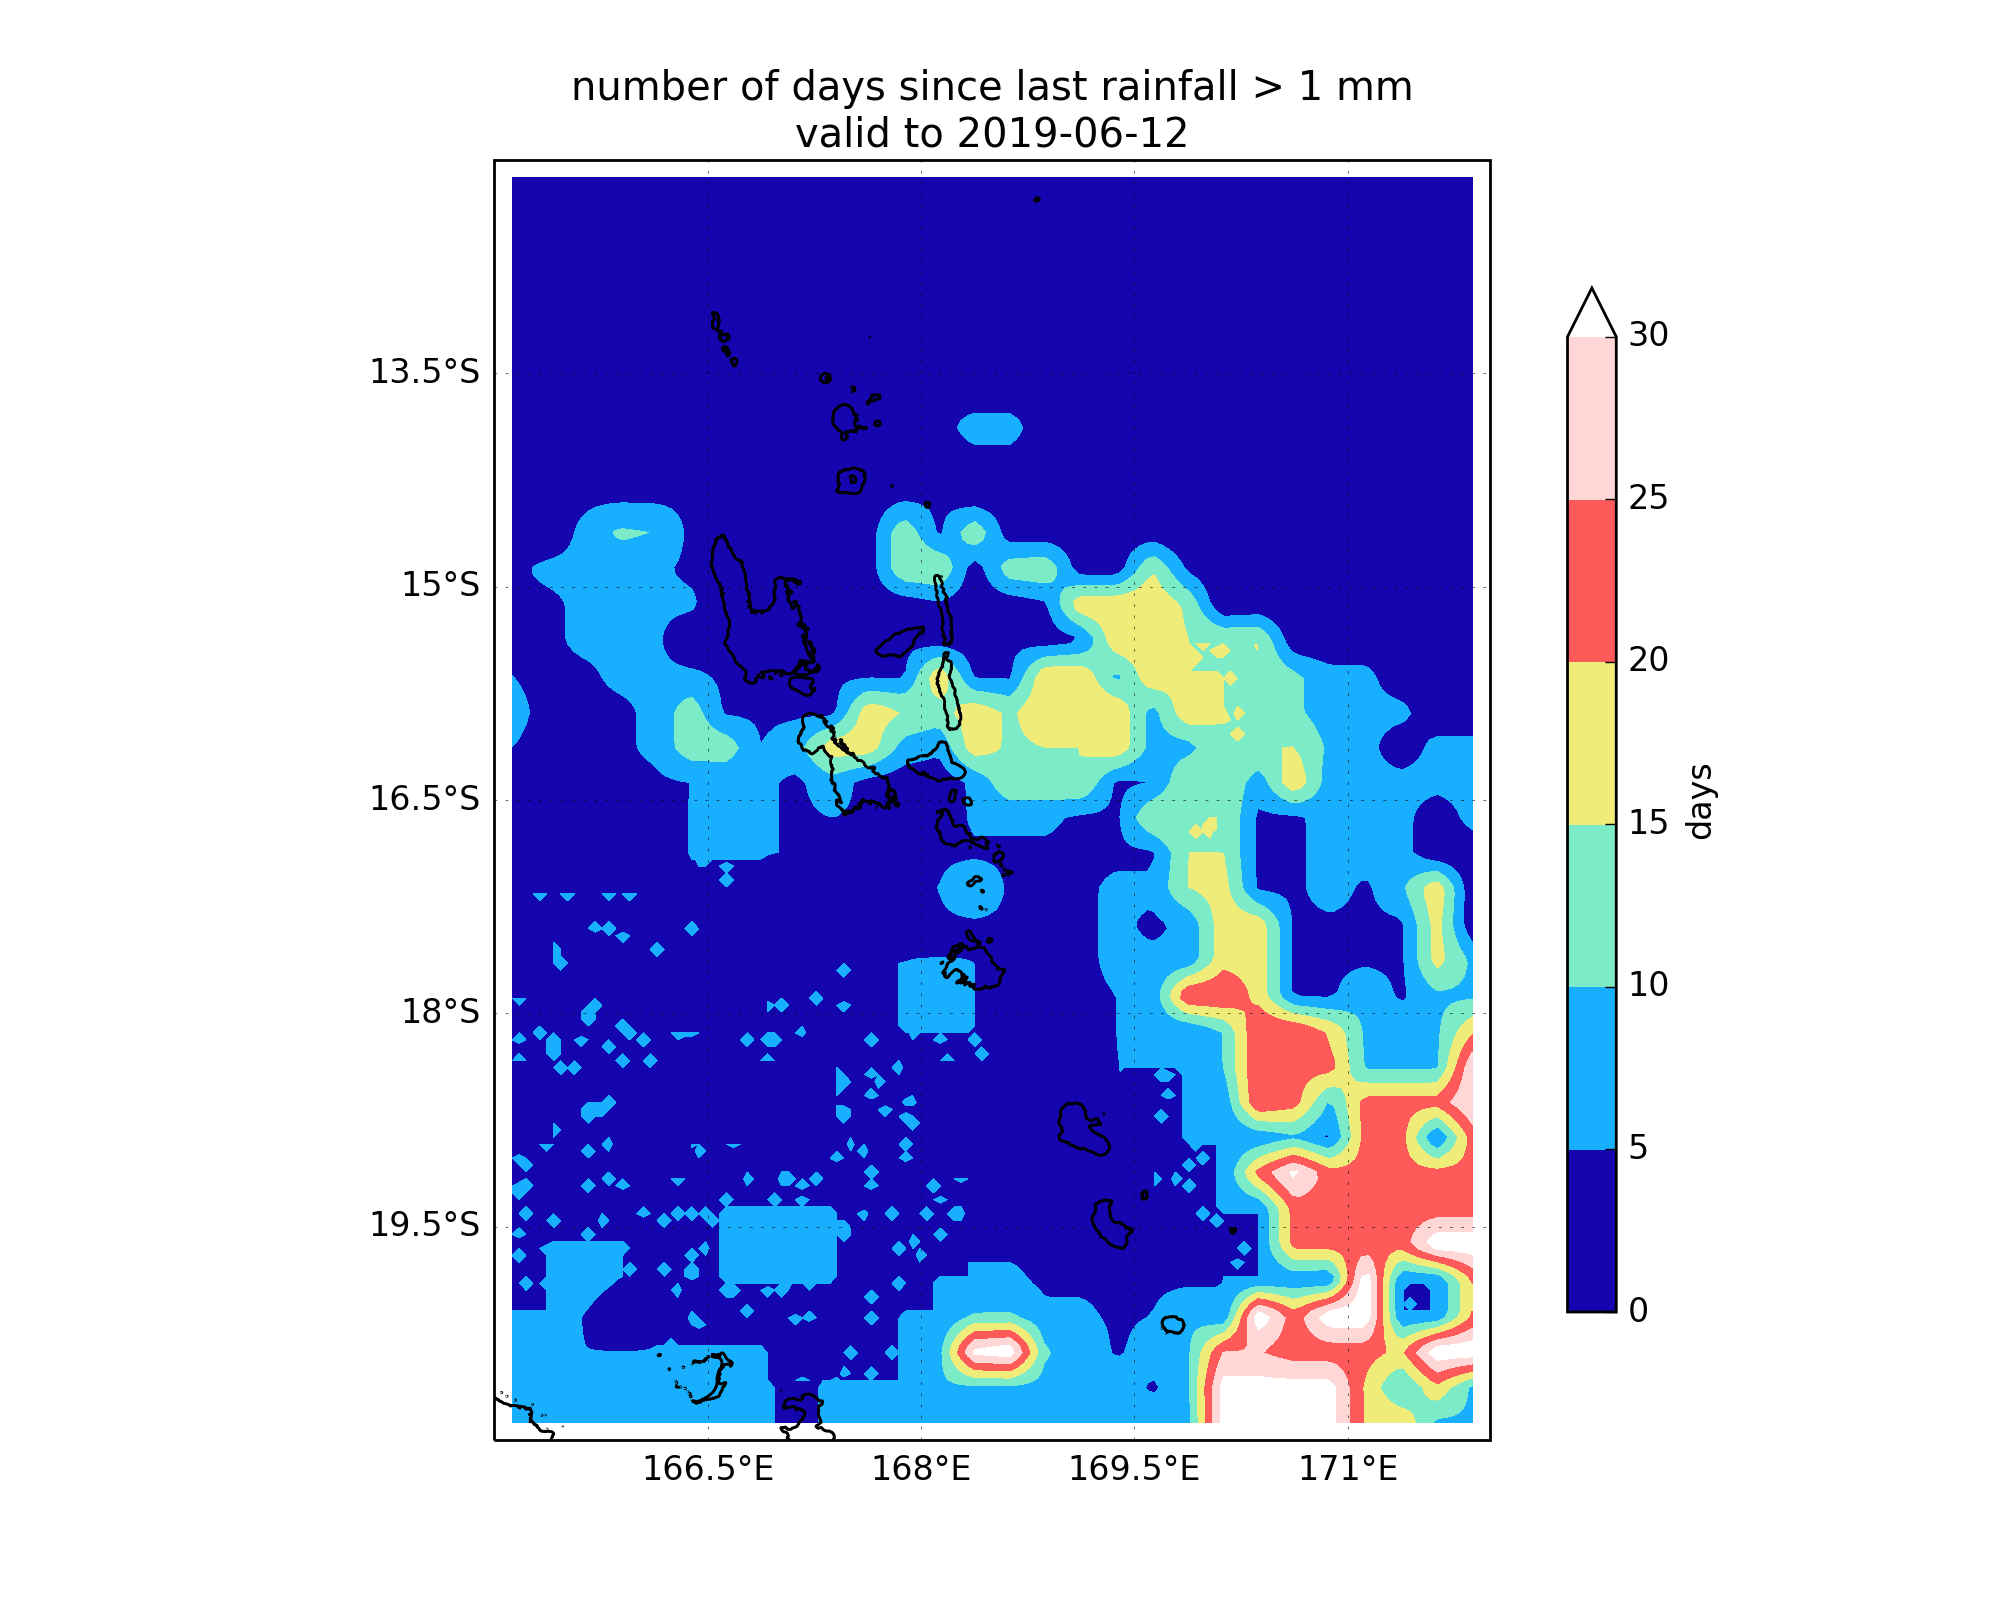 number of days since last rainfall > 1 mm
valid to 2019-06-12
13.5°S
15°S
16.5°S
18°S
19.5°S
166.5°E
168°E
169.5°E
171°E
30
25
20
15
10
5
0
days